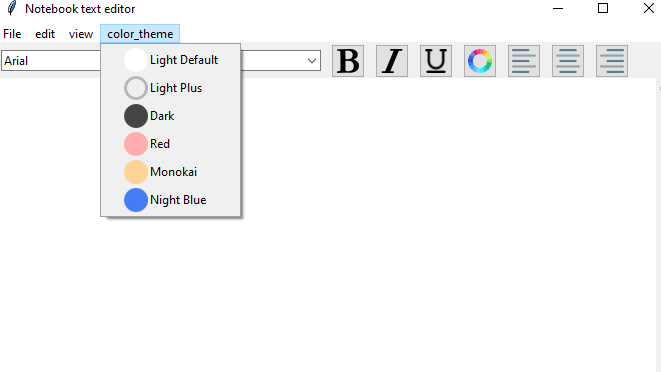 Notebook text editor
File edit view color_theme
Arial
B I U
Light Default
Light Plus
Dark
Red
Monokai
Night Blue